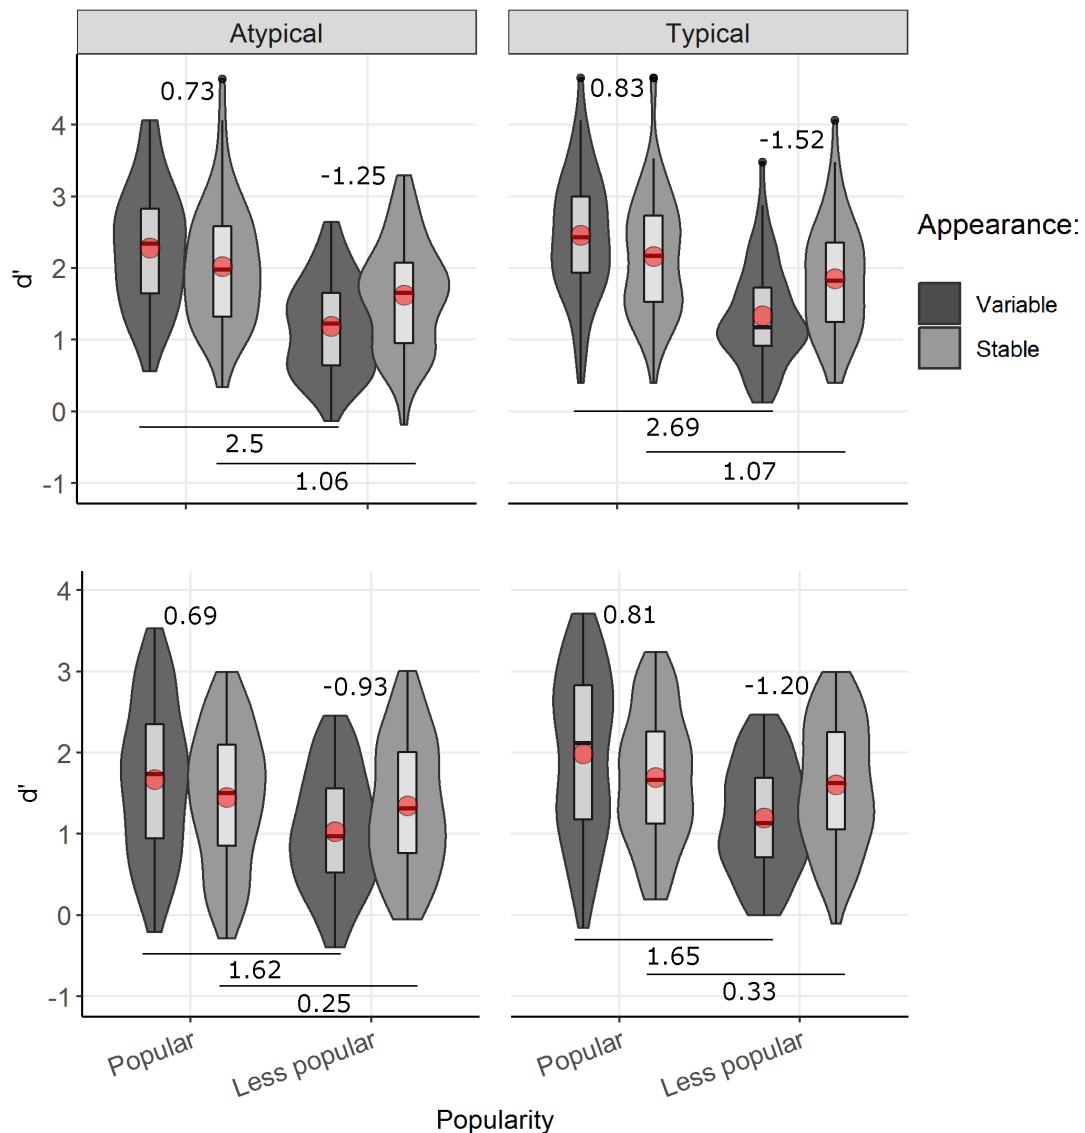 Atypical
Typical
0.73
0.83
-1.25
-1.52
4
3
2
1
0
-1
d'
2.5
1.06
2.69
1.07
Appearance:
Variable
Stable
0.69
0.81
-0.93
-1.20
4
3
2
1
0
-1
d'
1.62
0.25
1.65
0.33
Popular
Less popular
Popular
Less popular
Popularity